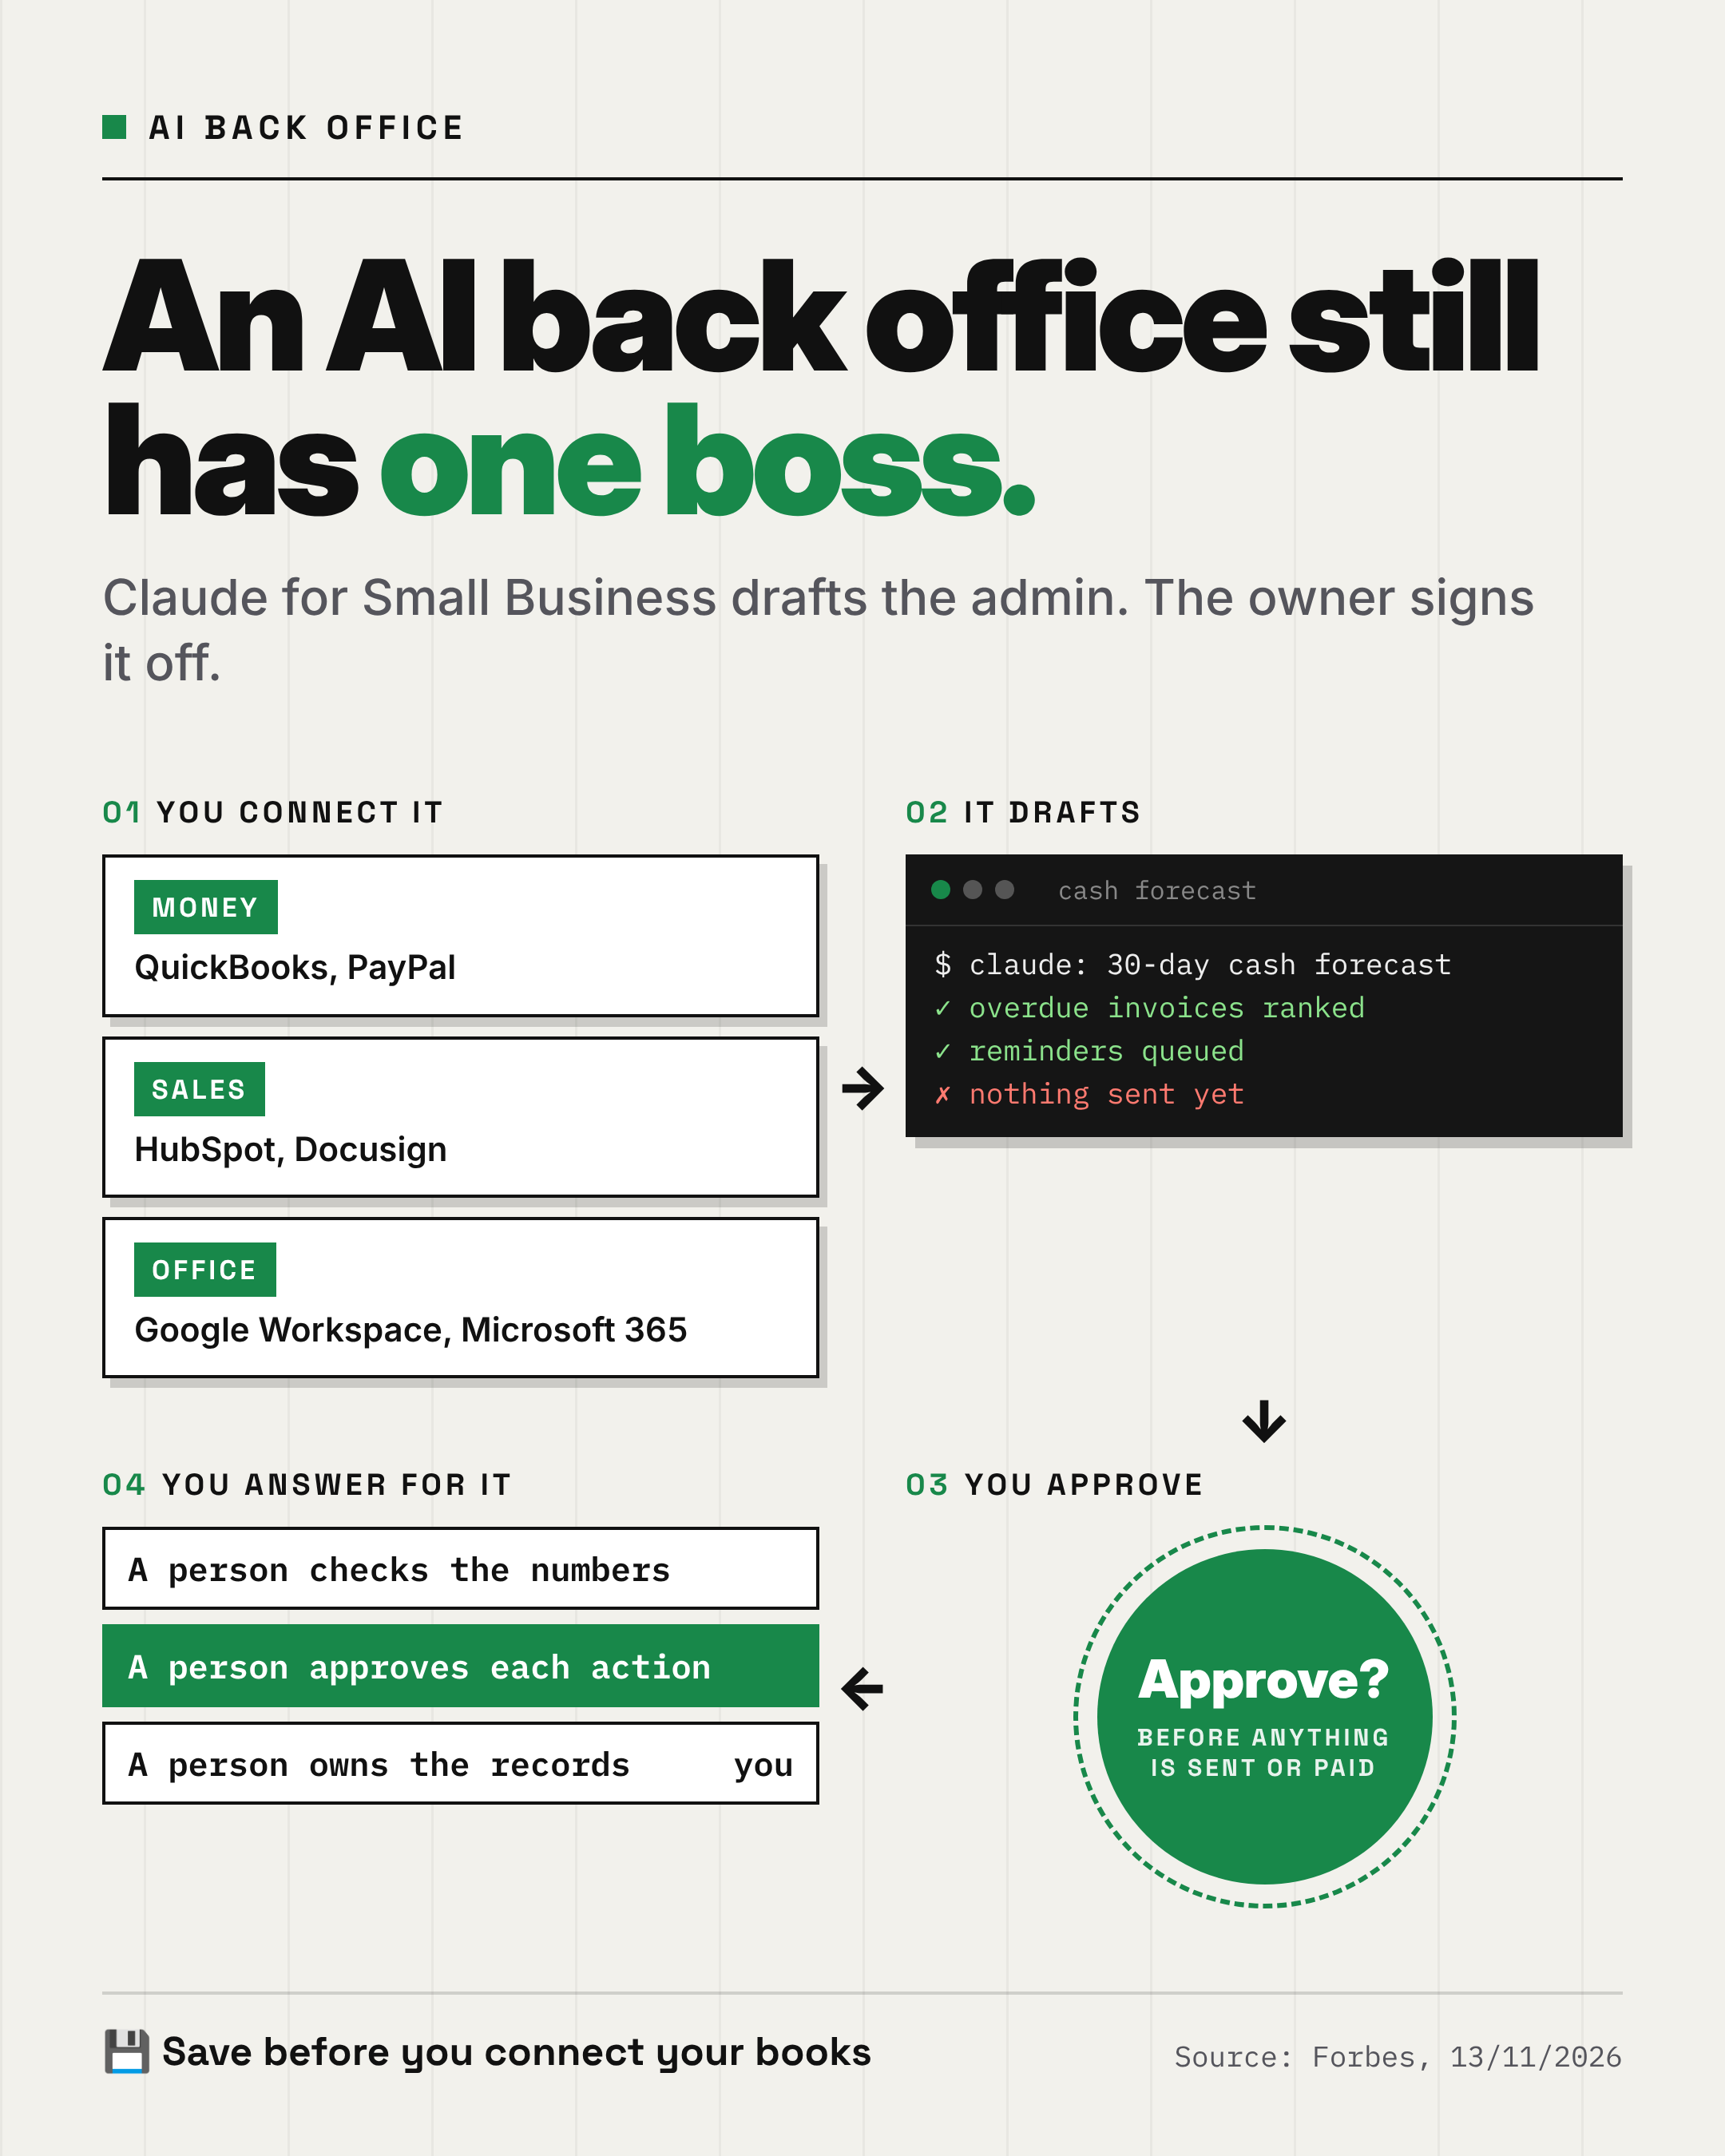 AI BACK OFFICE
An AI back office still
has one boss.
Claude for Small Business drafts the admin. The owner signs
it off.
01 YOU CONNECT IT
MONEY
QuickBooks, PayPal
SALES
HubSpot, Docusign
OFFICE
Google Workspace, Microsoft 365
→
02 IT DRAFTS
cash forecast
$ claude: 30-day cash forecast
✓ overdue invoices ranked
✓ reminders queued
✗ nothing sent yet
↓
03 YOU APPROVE
Approve?
BEFORE ANYTHING
IS SENT OR PAID
←
04 YOU ANSWER FOR IT
A person checks the numbers
A person approves each action
A person owns the records you
💾 Save before you connect your books
Source: Forbes, 13/11/2026